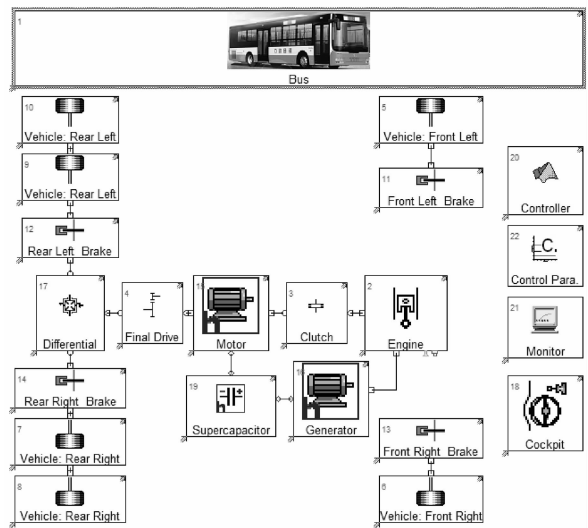 1
Bus
10
Vehicle: Rear Left
5
Vehicle: Front Left
9
Vehicle: Rear Left
11
Front Left Brake
20
Controller
12
Rear Left Brake
22
LC.
Control Para.
17
Differential
4
Final Drive
15
Motor
3
Clutch
2
Engine
21
Monitor
14
Rear Right Brake
19
Supercapacitor
16
Generator
18
Cockpit
7
Vehicle: Rear Right
13
Front Right Brake
8
Vehicle: Rear Right
6
Vehicle: Front Right